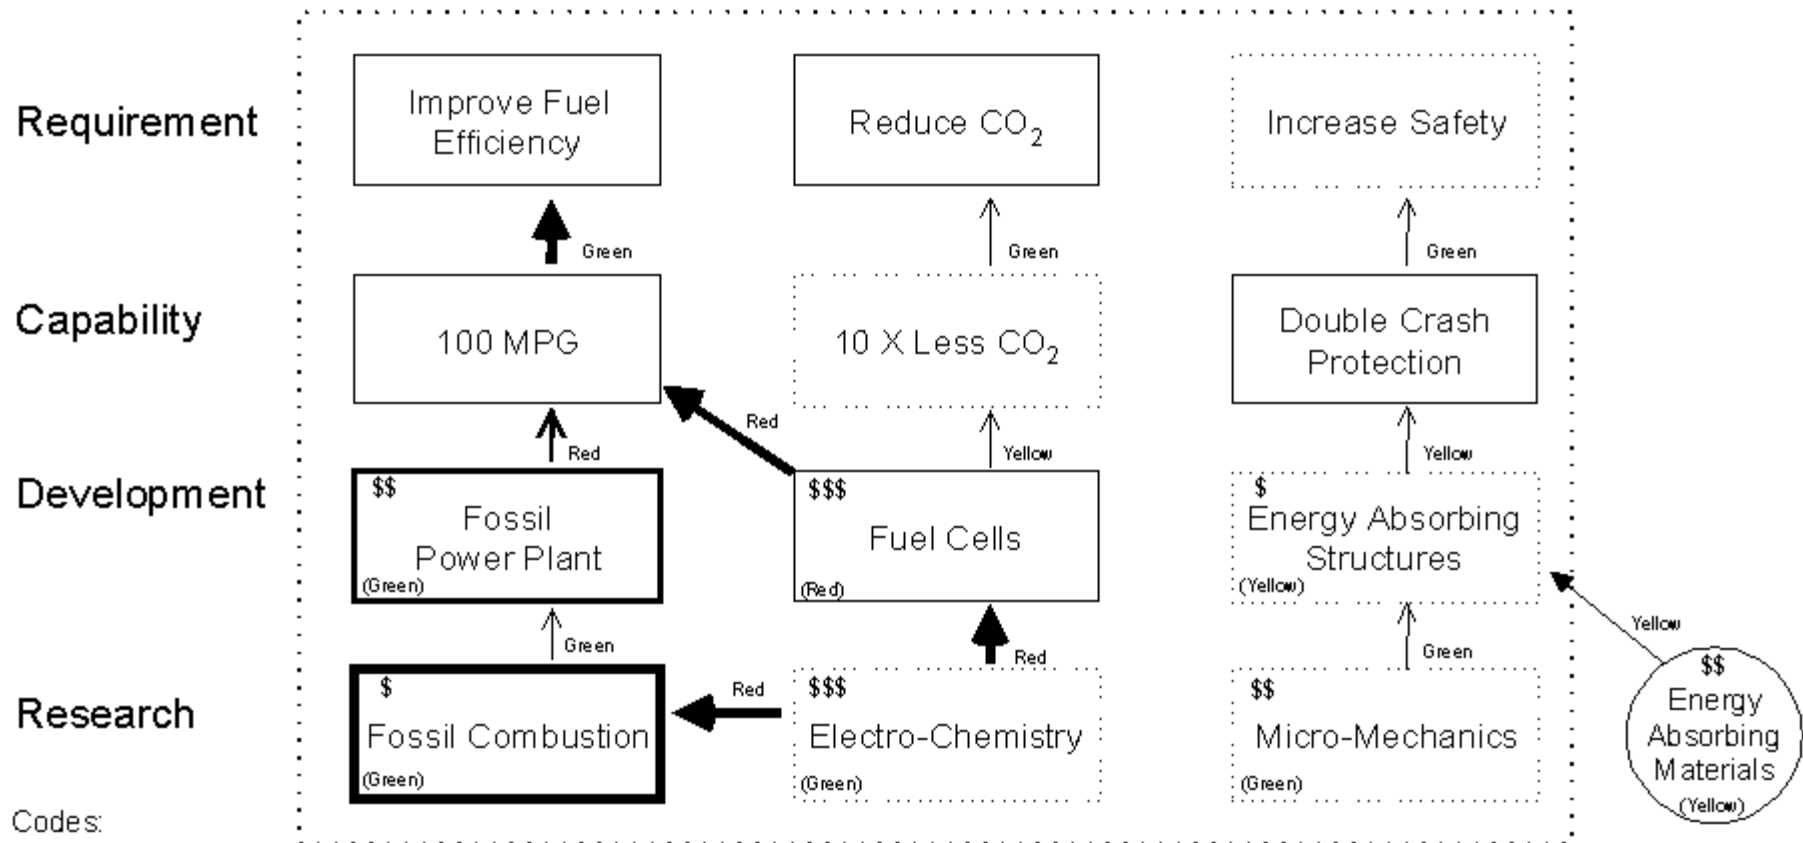 Requirement
Improve Fuel
Efficiency
Reduce CO2
Increase Safety
Green
Green
Green
Capability
100 MPG
10 X Less CO2
Double Crash
Protection
Red
Red
Yellow
Yellow
Development
$$
Fossil
Power Plant
(Green)
$$$
Fuel Cells
(Red)
$
Energy Absorbing
Structures
(Yellow)
Green
Red
Green
Yellow
Research
$
Fossil Combustion
(Green)
Red
$$$
Electro-Chemistry
(Green)
$$
Micro-Mechanics
(Green)
$$
Energy
Absorbing
Materials
(Yellow)
Codes: